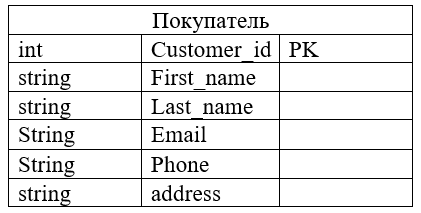 Покупатель
int Customer_id PK
string First_name
string Last_name
String Email
String Phone
string address